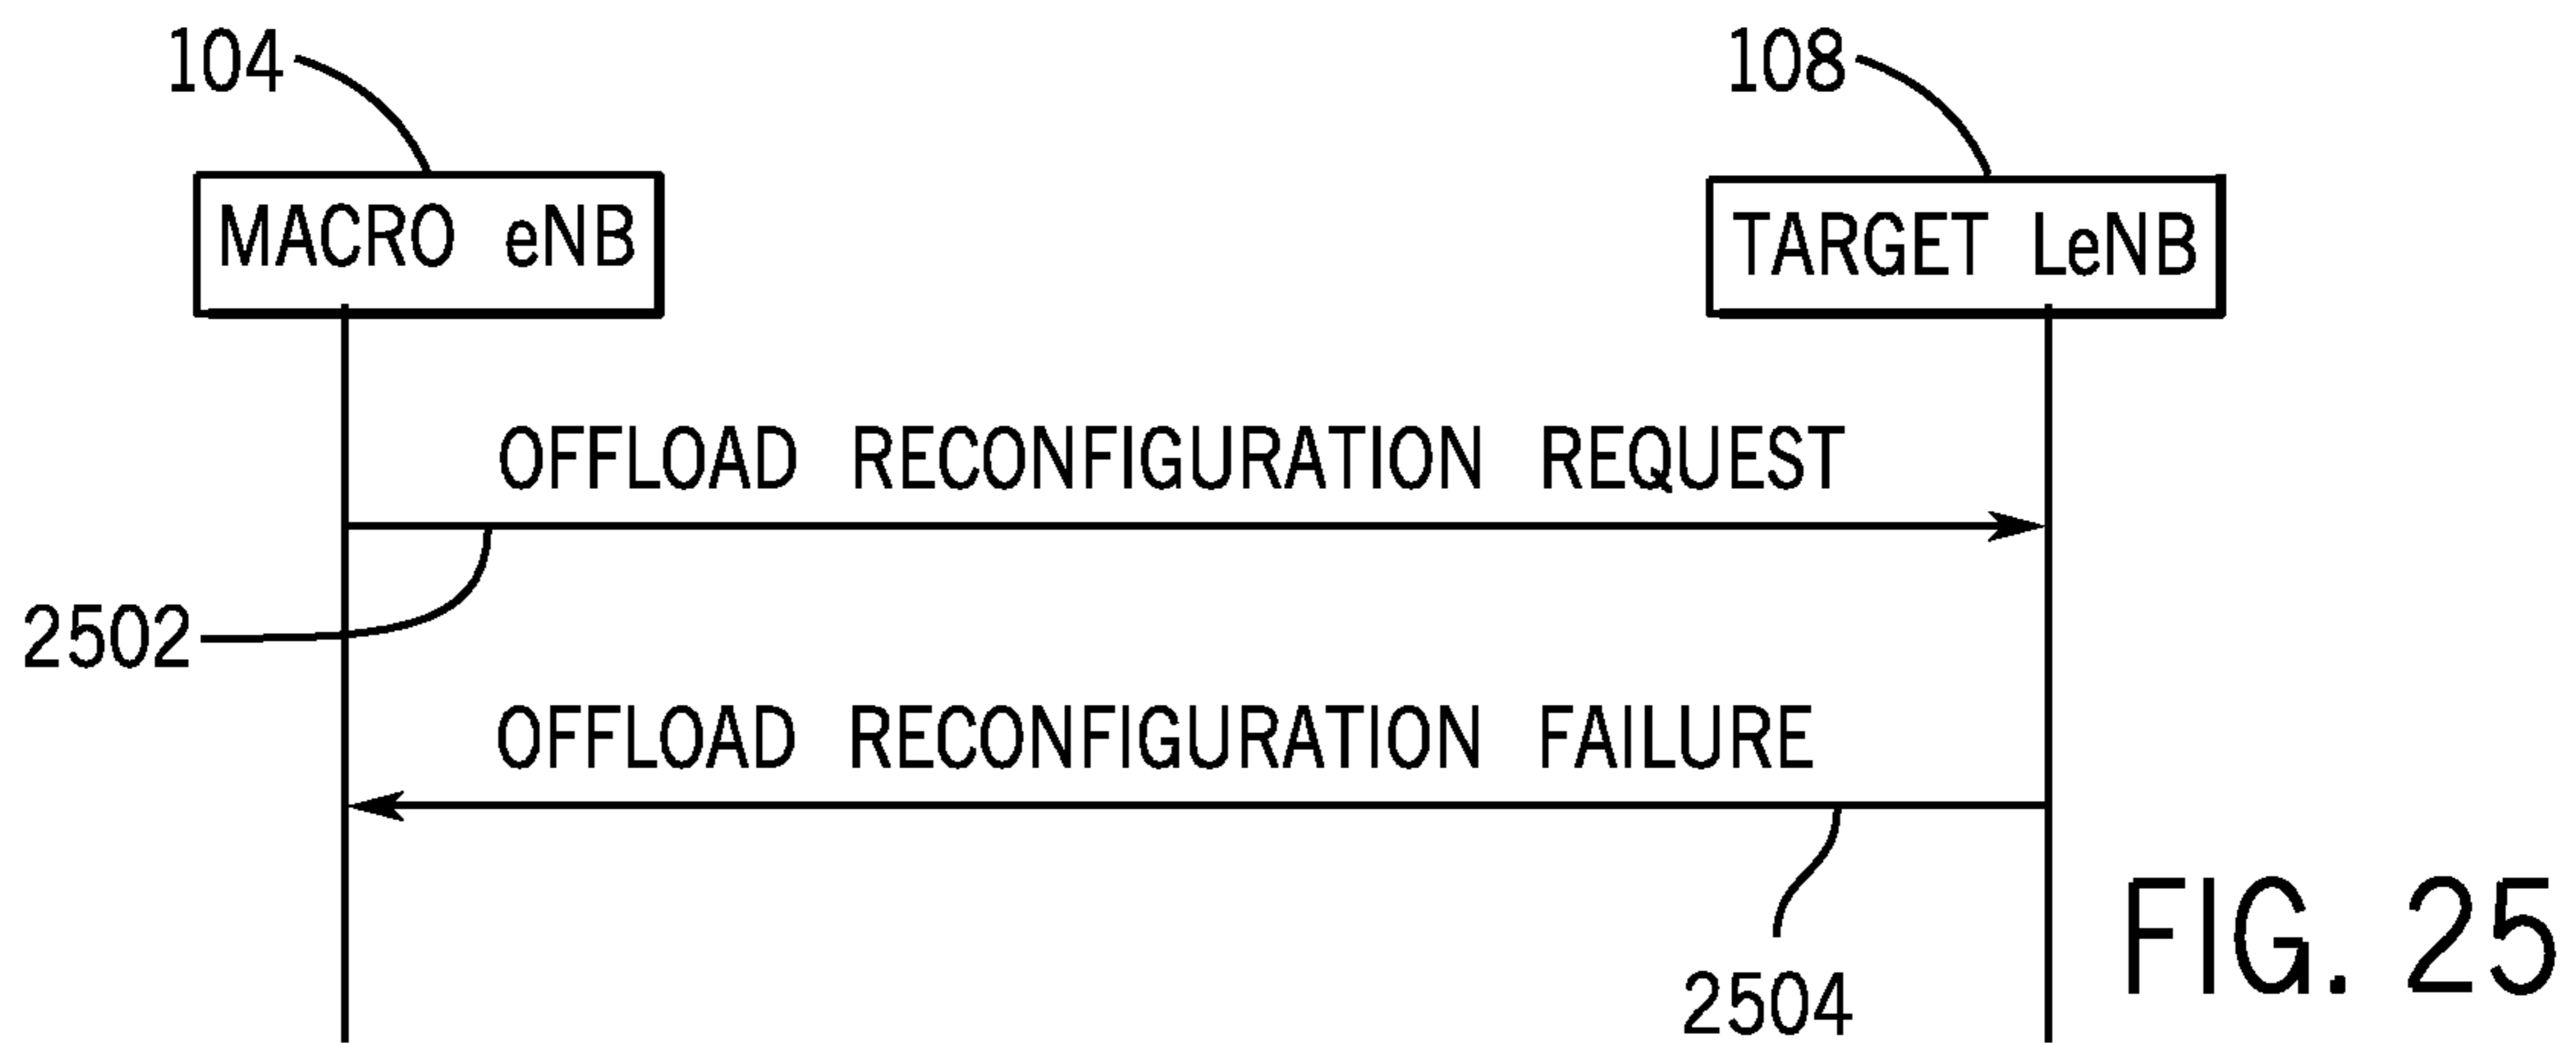 104
108
MACRO eNB
TARGET LeNB
OFFLOAD RECONFIGURATION REQUEST
2502
OFFLOAD RECONFIGURATION FAILURE
2504
FIG. 25